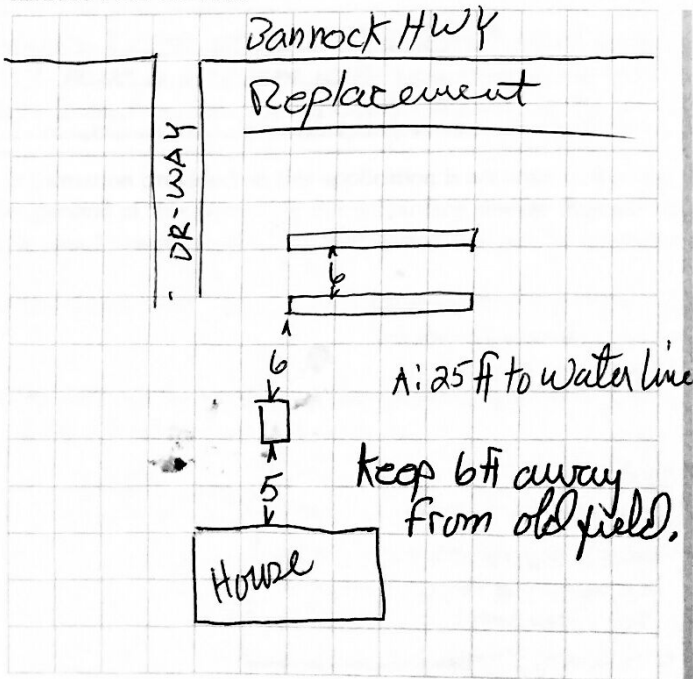 Bannock HWY
Replacement
DR-WAY
6
6
A: 25 ft to water line
5
Keep 6ft away
from old field.
House